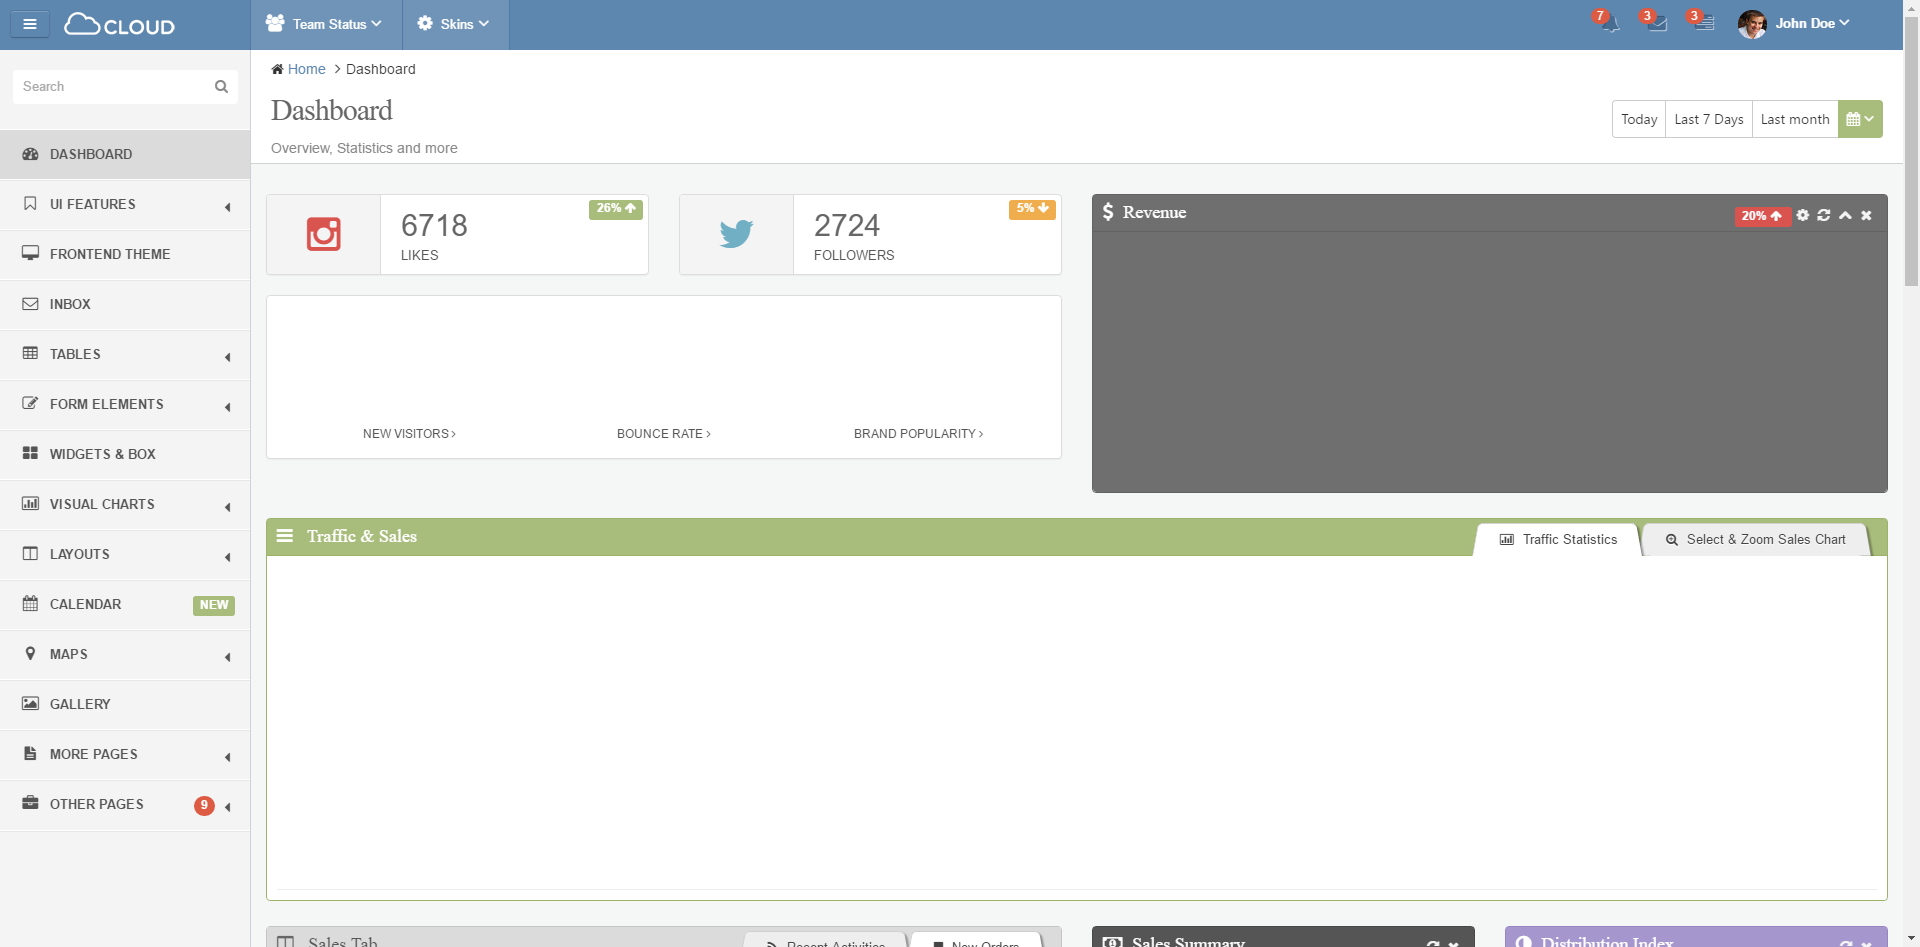 CLOUD
Team Status
Skins
7
3
3
John Doe
Search
DASHBOARD
UI FEATURES
FRONTEND THEME
INBOX
TABLES
FORM ELEMENTS
WIDGETS & BOX
VISUAL CHARTS
LAYOUTS
CALENDAR NEW
MAPS
GALLERY
MORE PAGES
OTHER PAGES 9
Home > Dashboard
Dashboard
Overview, Statistics and more
Today Last 7 Days Last month
6718 26%
LIKES
2724 5%
FOLLOWERS
NEW VISITORS BOUNCE RATE BRAND POPULARITY
$ Revenue 20%
Traffic & Sales Traffic Statistics Select & Zoom Sales Chart
Sales Tab Recent Activities New Orders
Sales Summary
Distribution Index